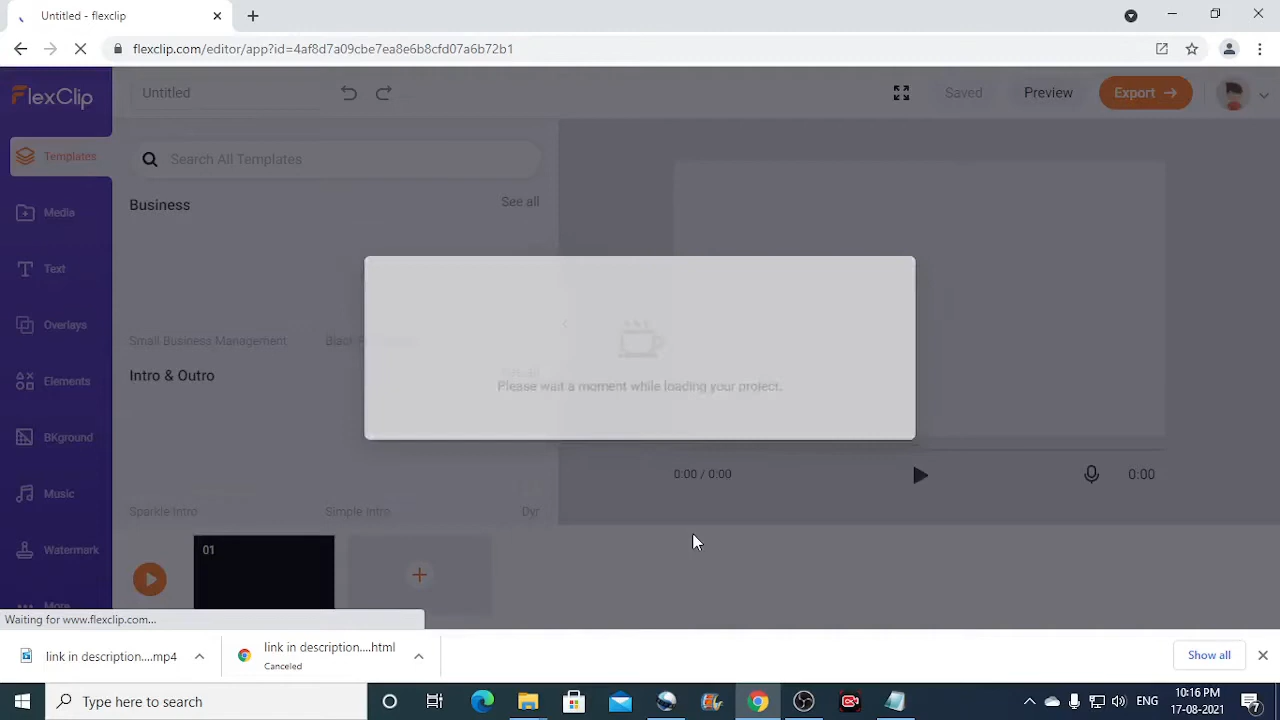 Untitled - flexclip
flexclip.com/editor/app?id=4af8d7a09cbe7ea8e6b8cfd07a6b72b1
FlexClip
Untitled
Saved
Preview
Export
Templates
Search All Templates
Business
See all
Media
Text
Overlays
Small Business Management
Intro & Outro
Please wait a moment while loading your project.
Elements
BKground
0:00 / 0:00
0:00
Music
Sparkle Intro
Simple Intro
Dyr
Watermark
01
More
Waiting for www.flexclip.com...
link in description....mp4
link in description....html
Canceled
Show all
Type here to search
ENG
10:16 PM
17-08-2021
7